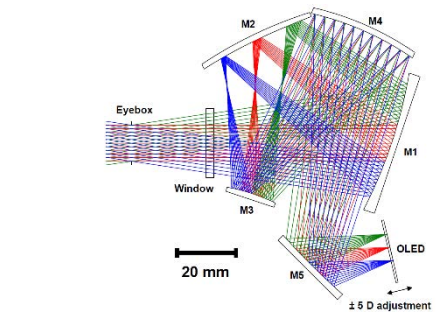 M2
M4
Eyebox
M1
Window
M3
OLED
M5
20 mm
± 5 D adjustment